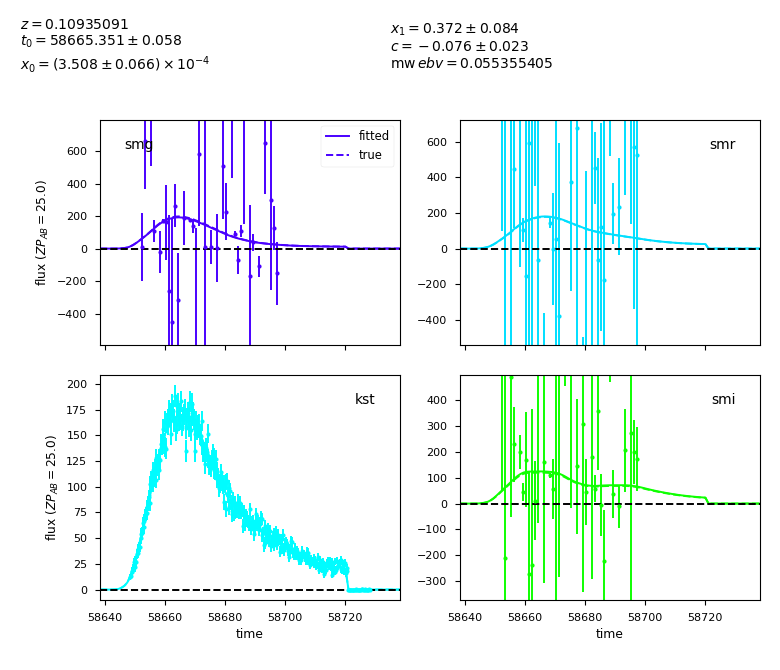 z = 0.10935091
t0 = 58665.351 ± 0.058
x0 = (3.508 ± 0.066) × 10^−4
x1 = 0.372 ± 0.084
c = −0.076 ± 0.023
mw ebv = 0.055355405
smg
fitted
true
600
400
200
0
−200
−400
flux (ZP_AB = 25.0)
smr
600
400
200
0
−200
−400
kst
200
175
150
125
100
75
50
25
0
flux (ZP_AB = 25.0)
58640 58660 58680 58700 58720
time
smi
400
300
200
100
0
−100
−200
−300
58640 58660 58680 58700 58720
time